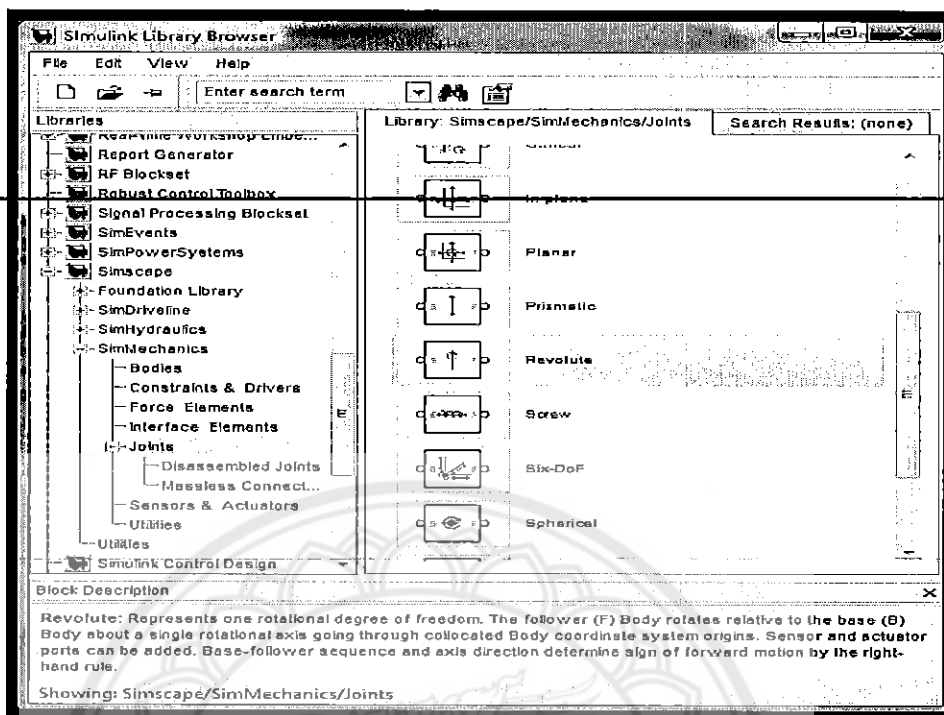 Simulink Library Browser
File Edit View Help
Enter search term
Libraries
Report Generator
RF Blockset
Robust Control Toolbox
Signal Processing Blockset
SimEvents
SimPowerSystems
Simscape
Foundation Library
SimDriveline
SimHydraulics
SimMechanics
Bodies
Constraints & Drivers
Force Elements
Interface Elements
Joints
Disassembled Joints
Massless Connect...
Sensors & Actuators
Utilities
Utilities
Simulink Control Design
Library: Simscape/SimMechanics/Joints
Search Results: (none)
In-plane
Planar
Prismatic
Revolute
Screw
Six-DoF
Spherical
Block Description
Revolute: Represents one rotational degree of freedom. The follower (F) Body rotates relative to the base (B)
Body about a single rotational axis going through collocated Body coordinate system origins. Sensor and actuator
ports can be added. Base-follower sequence and axis direction determine sign of forward motion by the right-
hand rule.
Showing: Simscape/SimMechanics/Joints